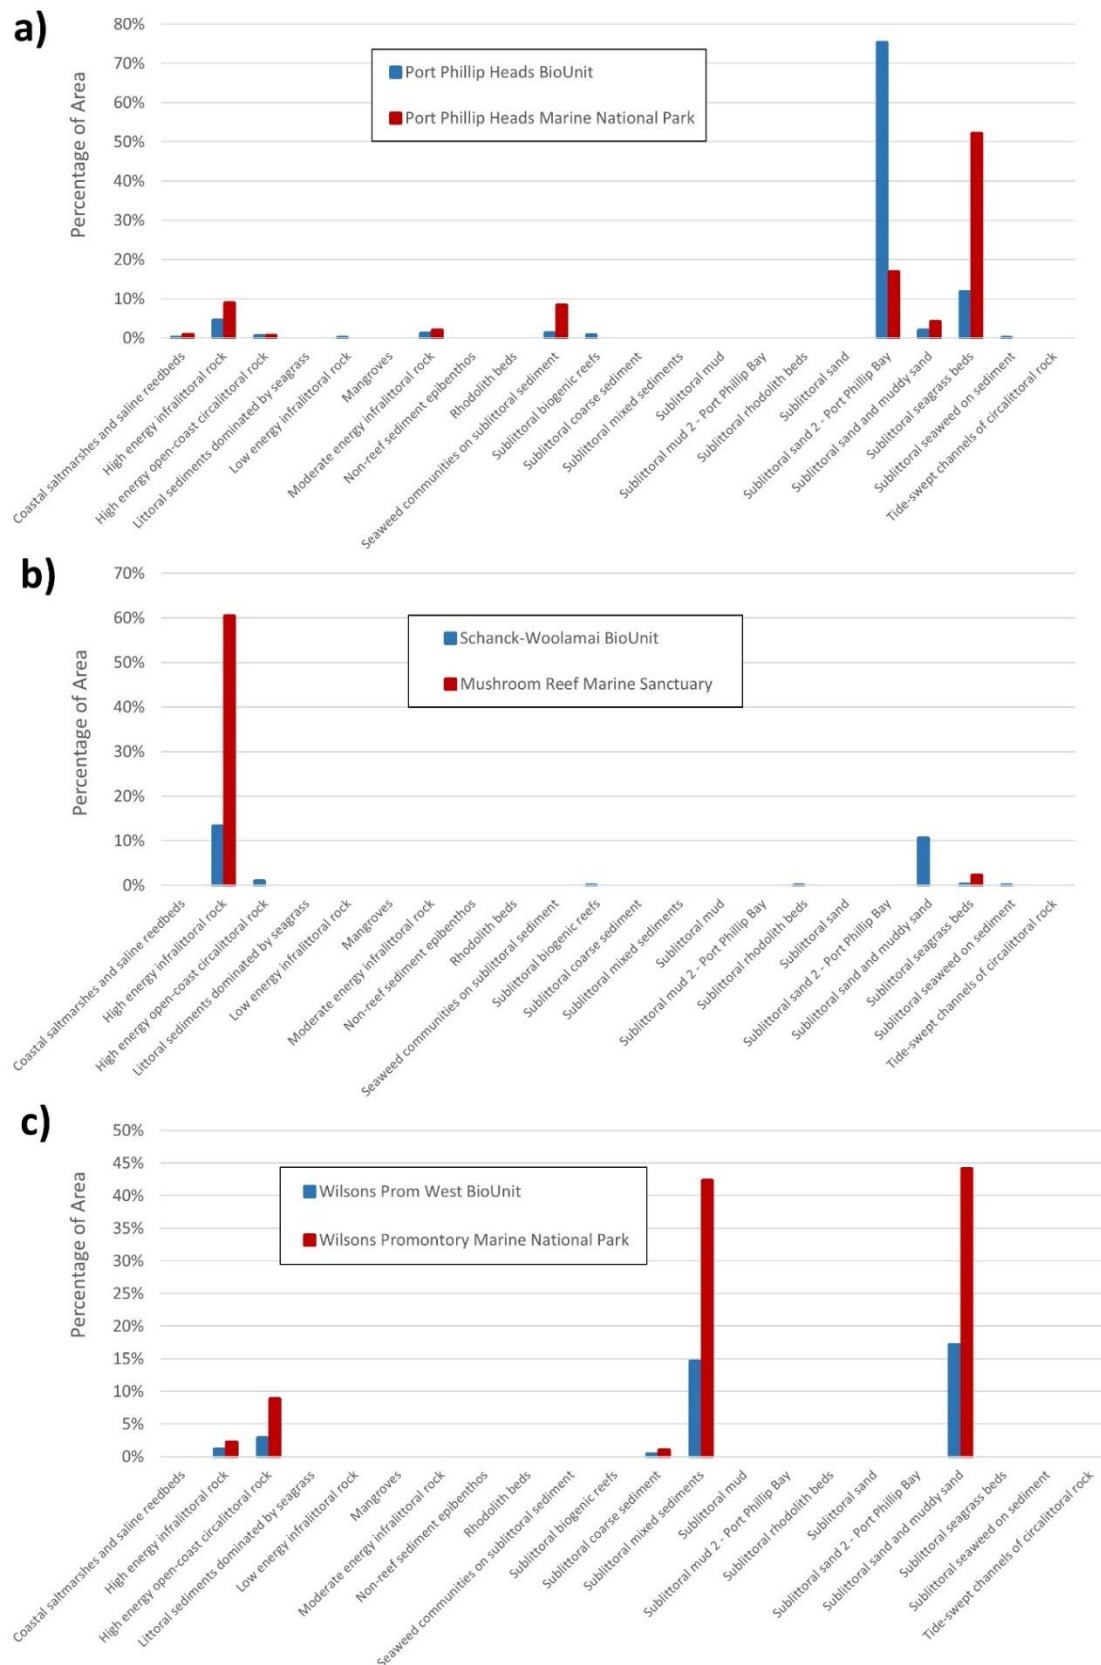 a)
80%
70%
60%
50%
40%
30%
20%
10%
0%
Percentage of Area
Port Phillip Heads BioUnit
Port Phillip Heads Marine National Park
Coastal saltmarshes and saline reedbeds
High energy infralittoral rock
High energy open-coast circalittoral rock
Littoral sediments dominated by seagrass
Low energy infralittoral rock
Mangroves
Moderate energy infralittoral rock
Non-reef sediment epibenthos
Rhodolith beds
Seaweed communities on sublittoral sediment
Sublittoral biogenic reefs
Sublittoral coarse sediment
Sublittoral mixed sediments
Sublittoral mud
Sublittoral mud 2 - Port Phillip Bay
Sublittoral rhodolith beds
Sublittoral sand
Sublittoral sand 2 - Port Phillip Bay
Sublittoral sand and muddy sand
Sublittoral seagrass beds
Sublittoral seaweed on sediment
Tide-swept channels of circalittoral rock
b)
70%
60%
50%
40%
30%
20%
10%
0%
Percentage of Area
Schanck-Woolamai BioUnit
Mushroom Reef Marine Sanctuary
Coastal saltmarshes and saline reedbeds
High energy infralittoral rock
High energy open-coast circalittoral rock
Littoral sediments dominated by seagrass
Low energy infralittoral rock
Mangroves
Moderate energy infralittoral rock
Non-reef sediment epibenthos
Rhodolith beds
Seaweed communities on sublittoral sediment
Sublittoral biogenic reefs
Sublittoral coarse sediment
Sublittoral mixed sediments
Sublittoral mud
Sublittoral mud 2 - Port Phillip Bay
Sublittoral rhodolith beds
Sublittoral sand
Sublittoral sand 2 - Port Phillip Bay
Sublittoral sand and muddy sand
Sublittoral seagrass beds
Sublittoral seaweed on sediment
Tide-swept channels of circalittoral rock
c)
50%
45%
40%
35%
30%
25%
20%
15%
10%
5%
0%
Percentage of Area
Wilsons Prom West BioUnit
Wilsons Promontory Marine National Park
Coastal saltmarshes and saline reedbeds
High energy infralittoral rock
High energy open-coast circalittoral rock
Littoral sediments dominated by seagrass
Low energy infralittoral rock
Mangroves
Moderate energy infralittoral rock
Non-reef sediment epibenthos
Rhodolith beds
Seaweed communities on sublittoral sediment
Sublittoral biogenic reefs
Sublittoral coarse sediment
Sublittoral mixed sediments
Sublittoral mud
Sublittoral mud 2 - Port Phillip Bay
Sublittoral rhodolith beds
Sublittoral sand
Sublittoral sand 2 - Port Phillip Bay
Sublittoral sand and muddy sand
Sublittoral seagrass beds
Sublittoral seaweed on sediment
Tide-swept channels of circalittoral rock